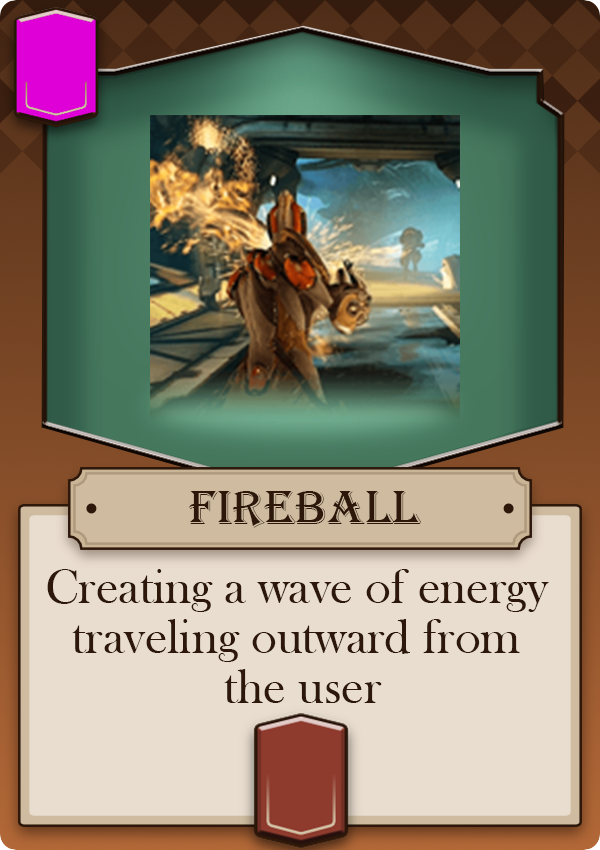 FIREBALL
Creating a wave of energy
traveling outward from
the user